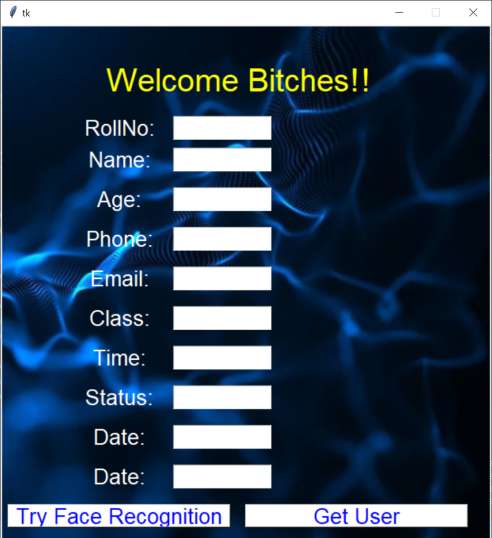 tk
Welcome Bitches!!
RollNo:
Name:
Age:
Phone:
Email:
Class:
Time:
Status:
Date:
Date:
Try Face Recognition
Get User